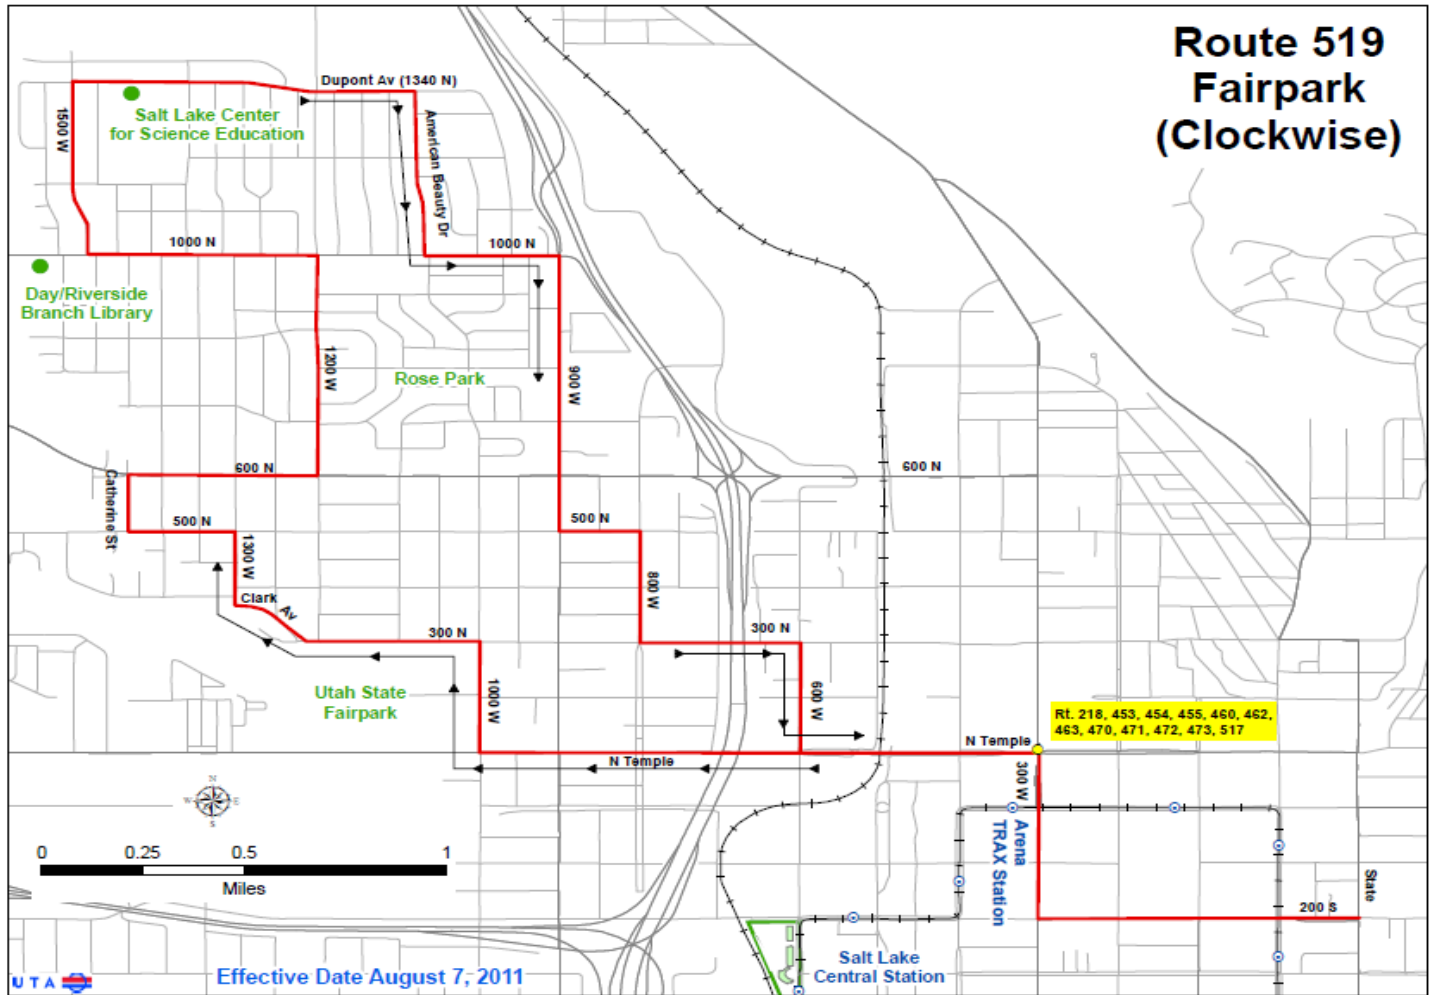 Route 519
Fairpark
(Clockwise)
Dupont Av (1340 N)
Salt Lake Center
for Science Education
1500 W
American Beauty Dr
1000 N
1000 N
Day/Riverside
Branch Library
1200 W
Rose Park
900 W
600 N
600 N
Catherine St
500 N
500 N
1300 W
800 W
Clark Av
300 N
300 N
Utah State
Fairpark
1000 W
600 W
Rt. 218, 453, 454, 455, 460, 462,
463, 470, 471, 472, 473, 517
N Temple
N Temple
300 W
N
W
E
S
Arena
TRAX Station
0 0.25 0.5 1
Miles
State
200 S
Salt Lake
Central Station
UTA
Effective Date August 7, 2011